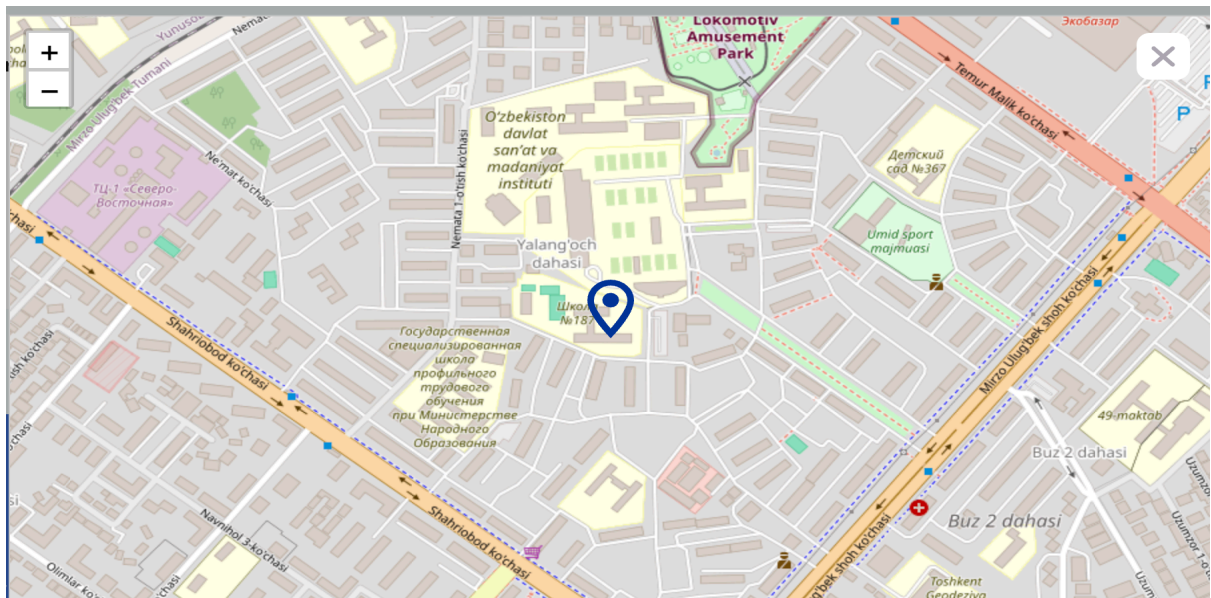 Lokomotiv
Amusement
Park
Экобазар
+
−
Yunusob
Nemat
Mirzo Ulug'bek Tumani
Temur Malik ko'chasi
P
O'zbekiston
davlat
san'at va
madaniyat
instituti
Nemata 1-o'tish ko'chasi
Ne'mat ko'chasi
ТЦ-1 «Северо-
Восточная»
Детский
сад №367
Umid sport
majmuasi
Yalang'och
dahasi
Школа
№187
Государственная
специализированная
школа
профильного
трудового
обучения
при Министерстве
Народного
Образования
Shahriobod ko'chasi
Mirzo Ulug'bek shoh ko'chasi
49-maktab
Buz 2 dahasi
Buz 2 dahasi
Uzumzor
Uzumzor 1-o't
Navnihol 3-ko'chasi
Olimlar ko'
Shahriobod ko'chasi
g'bek shoh ko'chasi
Toshkent
Geodeziya